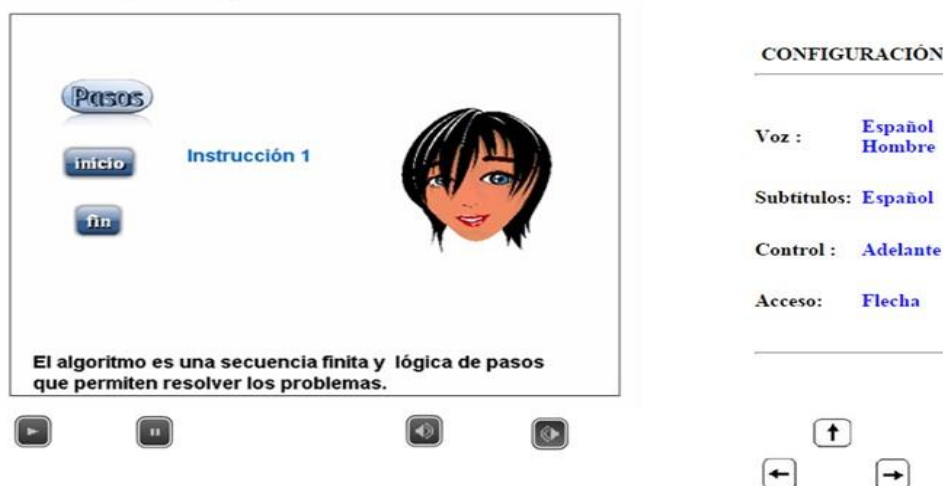 Pasos
inicio
Instrucción 1
fin
El algoritmo es una secuencia finita y lógica de pasos
que permiten resolver los problemas.
CONFIGURACIÓN
Voz : Español
Hombre
Subtítulos: Español
Control : Adelante
Acceso: Flecha